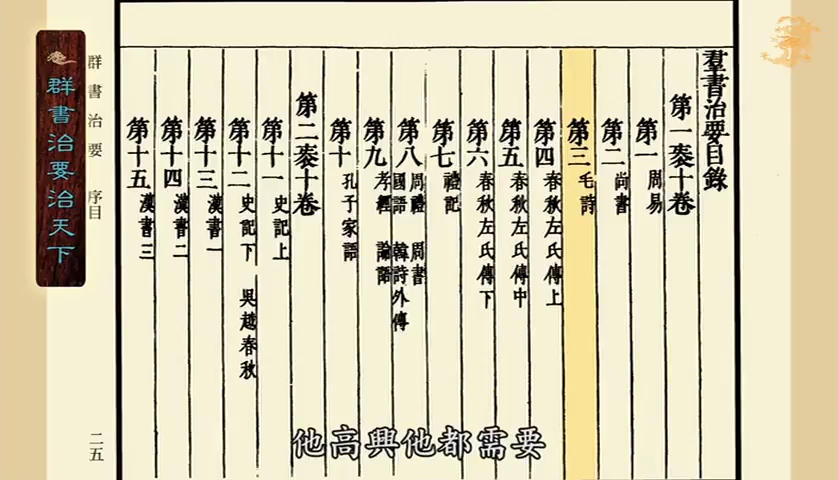 羣書治要目錄
第一袠十卷
第一 周易
第二 尚書
第三 毛詩
第四 春秋左氏傳上
第五 春秋左氏傳中
第六 春秋左氏傳下
第七 禮記
第八 周禮 周書 國語 韓詩外傳
第九 孝經 論語
第十 孔子家語
第二袠十卷
第十一 史記上
第十二 史記下 吳越春秋
第十三 漢書一
第十四 漢書二
第十五 漢書三
群書治要 序目
二五
群書治要治天下
他高興他都需要